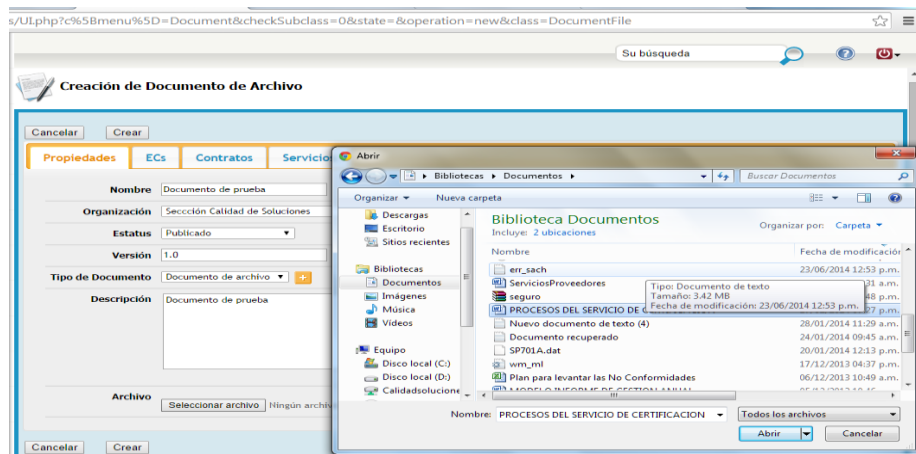 s/UI.php?c%5Bmenu%5D=Document&checkSubclass=0&state=&operation=new&class=DocumentFile
Su búsqueda
Creación de Documento de Archivo
Cancelar Crear
Propiedades ECs Contratos Servicios
Nombre Documento de prueba
Organización Seccción Calidad de Soluciones
Estatus Publicado
Versión 1.0
Tipo de Documento Documento de archivo
Descripción Documento de prueba
Archivo Seleccionar archivo Ningún archiv
Cancelar Crear
Abrir
Bibliotecas Documentos
Buscar Documentos
Organizar Nueva carpeta
Descargas
Escritorio
Sitios recientes
Bibliotecas
Documentos
Imágenes
Música
Vídeos
Equipo
Disco local (C:)
Disco local (D:)
Calidadsolucione
Biblioteca Documentos
Incluye: 2 ubicaciones
Organizar por: Carpeta
Nombre Fecha de modificación
err_sach 23/06/2014 12:53 p.m.
ServiciosProveedores 31 a.m.
seguro 48 p.m.
PROCESOS DEL SERVICIO DE 27 p.m.
Tipo: Documento de texto
Tamaño: 3.42 MB
Fecha de modificación: 23/06/2014 12:53 p.m.
Nuevo documento de texto (4) 28/01/2014 11:29 a.m.
Documento recuperado 24/01/2014 09:45 a.m.
SP701A.dat 20/01/2014 12:13 p.m.
wm_ml 17/12/2013 04:37 p.m.
Plan para levantar las No Conformidades 06/12/2013 10:49 a.m.
Nombre: PROCESOS DEL SERVICIO DE CERTIFICACION Todos los archivos
Abrir Cancelar